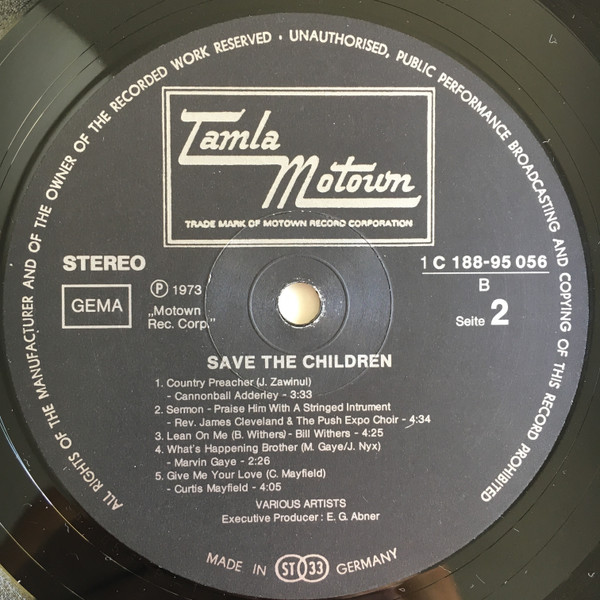 ALL RIGHTS OF THE MANUFACTURER AND OF THE OWNER OF THE RECORDED WORK RESERVED · UNAUTHORISED, PUBLIC PERFORMANCE BROADCASTING AND COPYING OF THIS RECORD PROHIBITED
Tamla
Motown
TRADE MARK OF MOTOWN RECORD CORPORATION
STEREO
1 C 188-95 056
GEMA
Ⓟ 1973
„Motown
Rec. Corp."
B
Seite 2
SAVE THE CHILDREN
1. Country Preacher (J. Zawinul)
- Cannonball Adderley - 3:33
2. Sermon - Praise Him With A Stringed Intrument
- Rev. James Cleveland & The Push Expo Choir - 4:34
3. Lean On Me (B. Withers) - Bill Withers - 4:25
4. What's Happening Brother (M. Gaye/J. Nyx)
- Marvin Gaye - 2:26
5. Give Me Your Love (C. Mayfield)
- Curtis Mayfield - 4:05
VARIOUS ARTISTS
Executive Producer : E. G. Abner
MADE IN ST 33 GERMANY